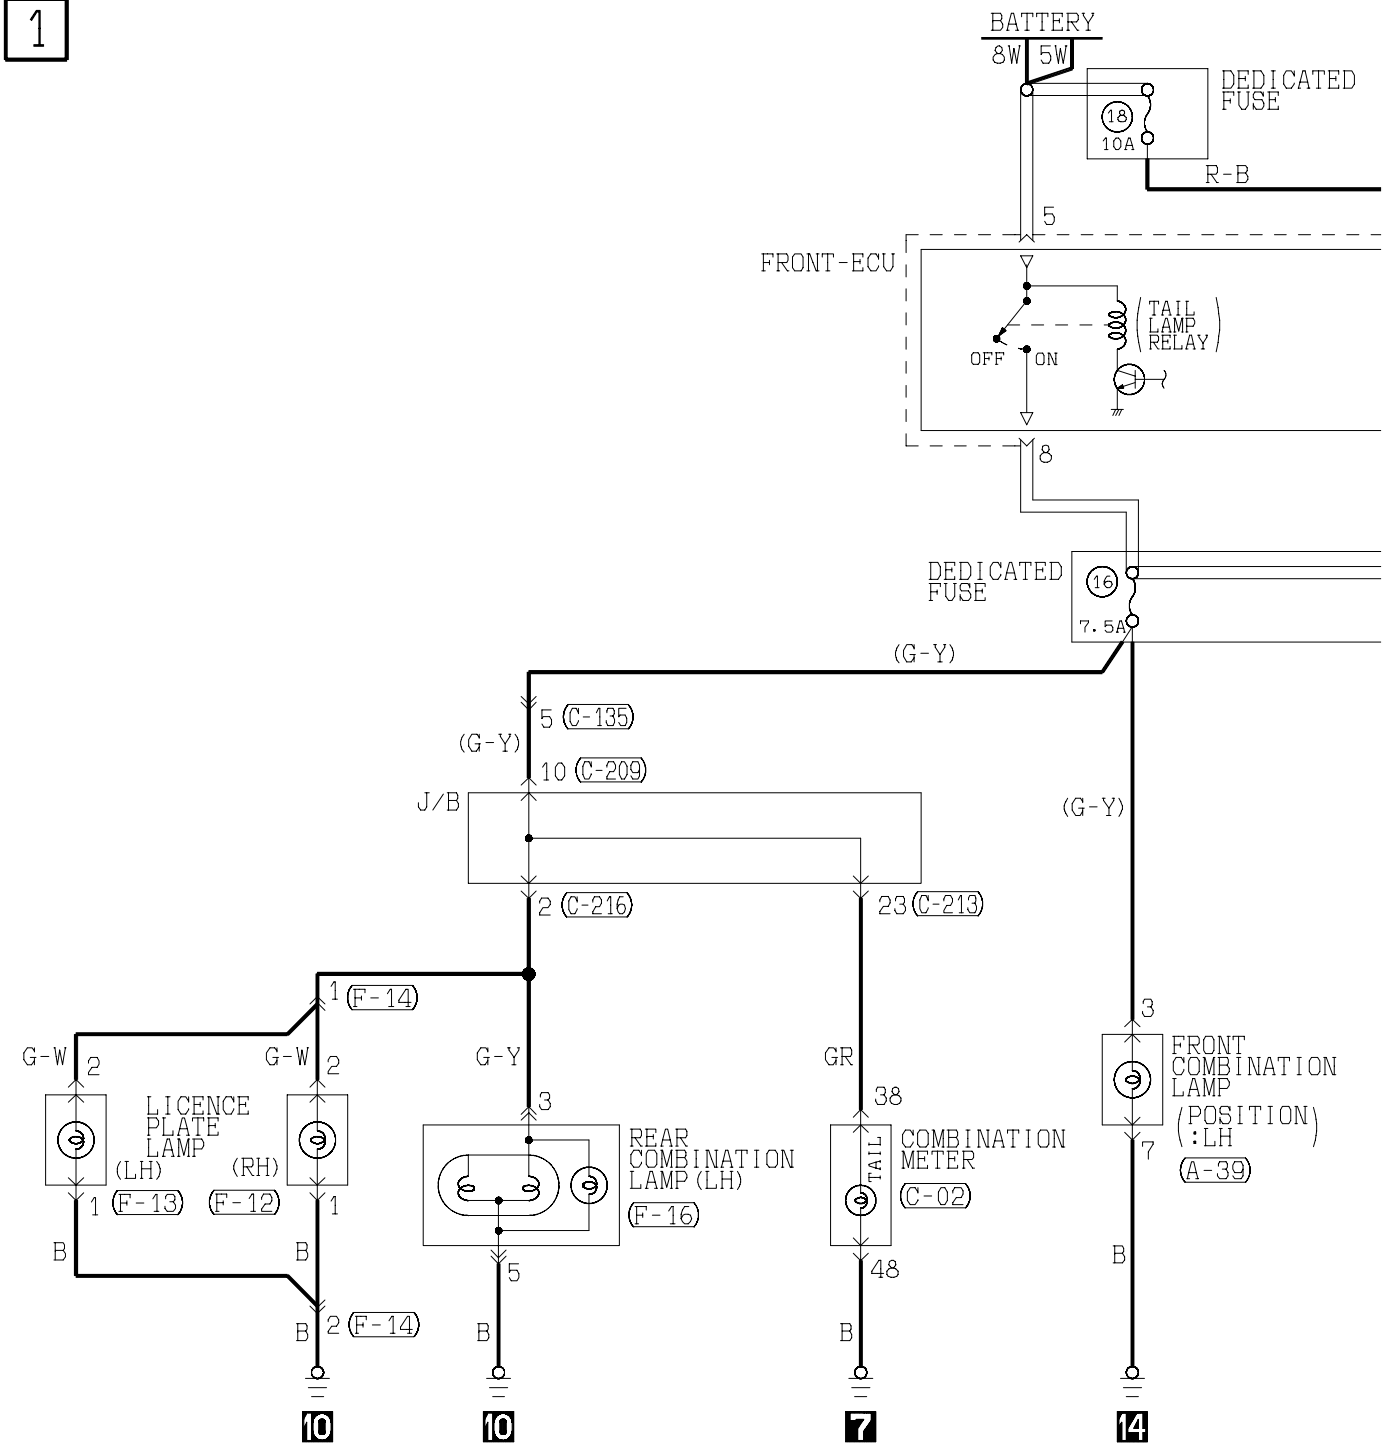 1
BATTERY
8W 5W
DEDICATED
FUSE
18
10A
R-B
5
FRONT-ECU
TAIL
LAMP
RELAY
OFF ON
8
DEDICATED
FUSE
16
7.5A
(G-Y)
5 C-135
(G-Y)
10 C-209
J/B
(G-Y)
2 C-216
23 C-213
1 F-14
3
G-W 2
G-W 2
G-Y
GR
FRONT
COMBINATION
LAMP
(POSITION)
:LH
38
3
LICENCE
PLATE
LAMP
(LH)
(RH)
REAR
COMBINATION
LAMP(LH)
TAIL
COMBINATION
METER
7
A-39
1 F-13
F-12 1
F-16
C-02
B
B
5
48
B
2 F-14
B
B
B
10
10
7
14